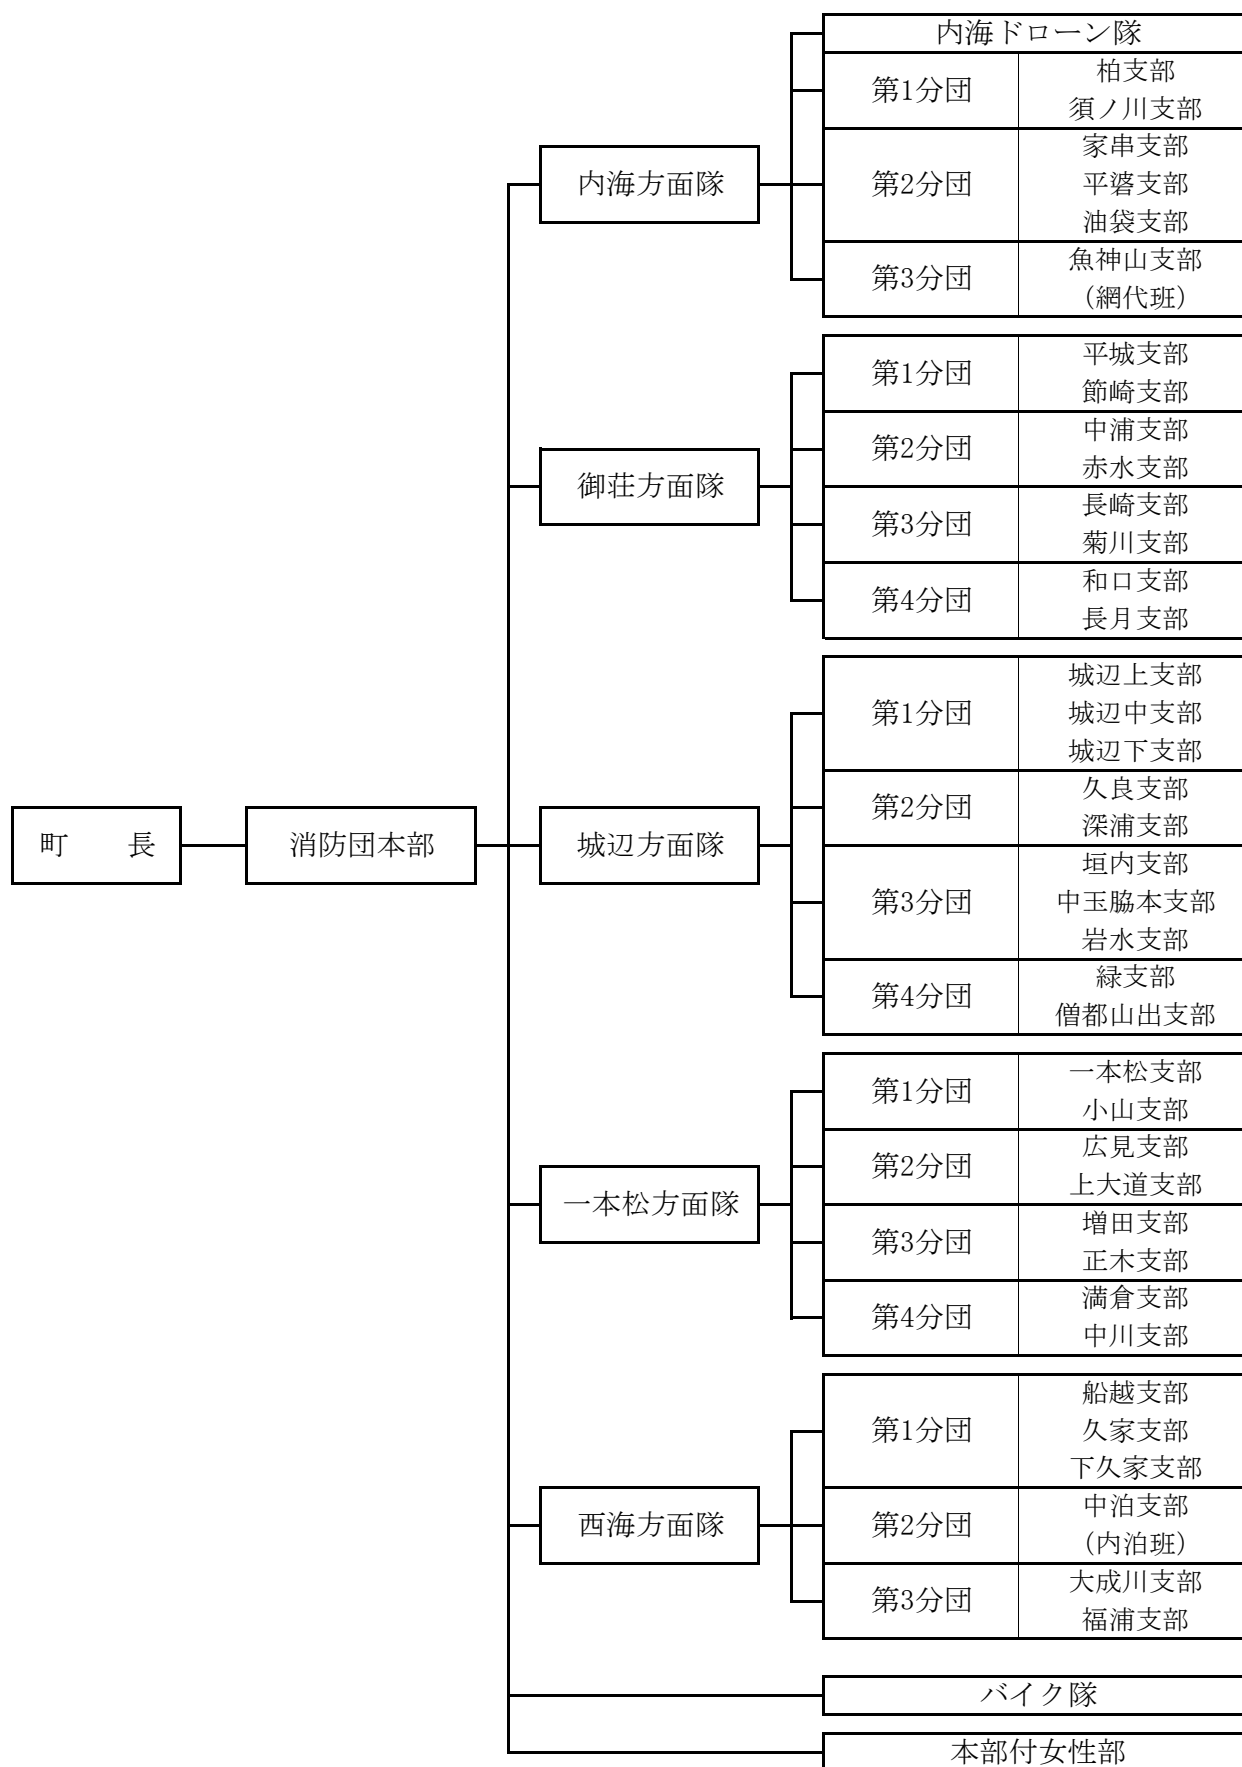 町　　長
消防団本部
内海方面隊
内海ドローン隊
第1分団
柏支部
須ノ川支部
第2分団
家串支部
平碆支部
油袋支部
第3分団
魚神山支部
（網代班）
御荘方面隊
第1分団
平城支部
節崎支部
第2分団
中浦支部
赤水支部
第3分団
長崎支部
菊川支部
第4分団
和口支部
長月支部
城辺方面隊
第1分団
城辺上支部
城辺中支部
城辺下支部
第2分団
久良支部
深浦支部
第3分団
垣内支部
中玉脇本支部
岩水支部
第4分団
緑支部
僧都山出支部
一本松方面隊
第1分団
一本松支部
小山支部
第2分団
広見支部
上大道支部
第3分団
増田支部
正木支部
第4分団
満倉支部
中川支部
西海方面隊
第1分団
船越支部
久家支部
下久家支部
第2分団
中泊支部
（内泊班）
第3分団
大成川支部
福浦支部
バイク隊
本部付女性部